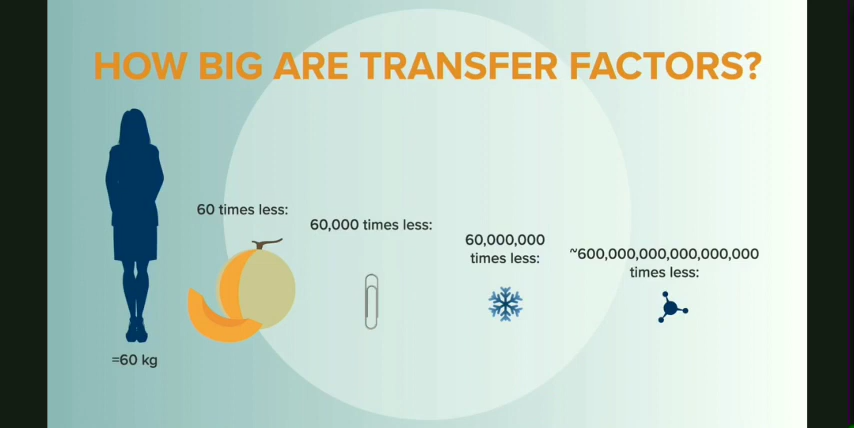 HOW BIG ARE TRANSFER FACTORS?
60 times less:
60,000 times less:
60,000,000
times less:
~600,000,000,000,000,000
times less:
=60 kg